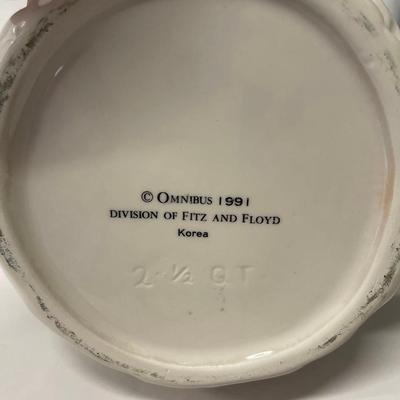 © OMNIBUS 1991
DIVISION OF FITZ AND FLOYD
Korea
2-½ QT